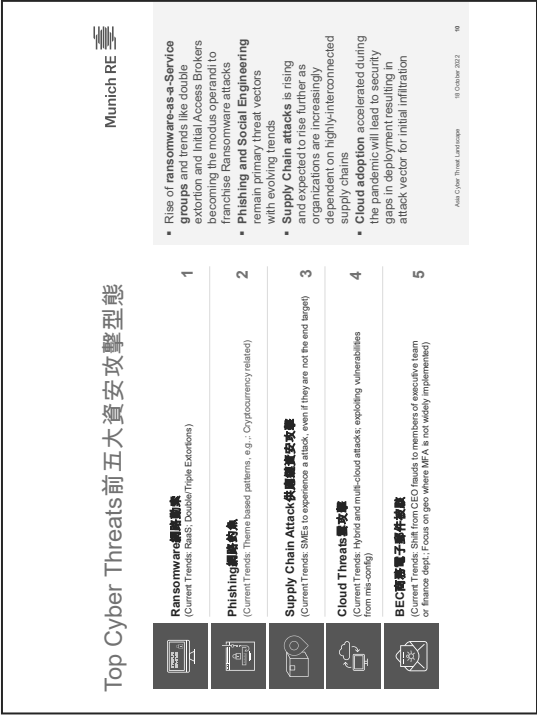 Top Cyber Threats前五大資安攻擊型態
Munich RE
Ransomware網路勒索
(Current Trends: RaaS; Double/Triple Extortions)
1
Phishing網路釣魚
(Current Trends: Theme based patterns, e.g.,: Cryptocurrency related)
2
Supply Chain Attack供應鏈資安攻擊
(Current Trends: SMEs to experience a attack, even if they are not the end target)
3
Cloud Threats雲攻擊
(Current Trends: Hybrid and multi-cloud attacks; exploiting vulnerabilities
from mis-config)
4
BEC商務電子郵件被駭
(Current Trends: Shift from CEO frauds to members of executive team
or finance dept.; Focus on geo where MFA is not widely implemented)
5
▪ Rise of ransomware-as-a-Service
groups and trends like double
extortion and Initial Access Brokers
becoming the modus operandi to
franchise Ransomware attacks
▪ Phishing and Social Engineering
remain primary threat vectors
with evolving trends
▪ Supply Chain attacks is rising
and expected to rise further as
organizations are increasingly
dependent on highly-interconnected
supply chains
▪ Cloud adoption accelerated during
the pandemic will lead to security
gaps in deployment resulting in
attack vector for initial infiltration
Asia Cyber Threat Landscape 18 October 2022 10